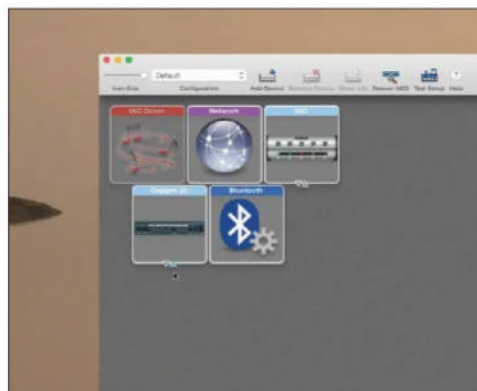 Default
Icon Size Configuration Add Device Remove Device Show Info Rescan MIDI Test Setup Help
IAC Driver Network
Bluetooth